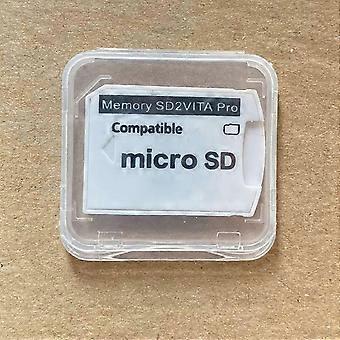 Memory SD2VITA Pro
Compatible
micro SD